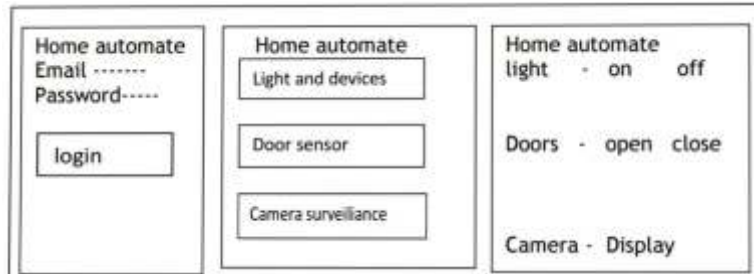 Home automate
Email -------
Password-----
login
Home automate
Light and devices
Door sensor
Camera surveillance
Home automate
light - on off
Doors - open close
Camera - Display